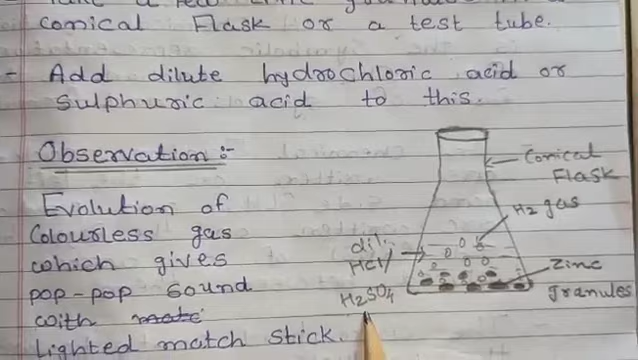 conical Flask or a test tube.
- Add dilute hydrochloric acid or
Sulphuric acid to this.
Observation :-
Evolution of
Colourless gas
which gives
pop-pop sound
with
lighted match stick.
Conical
Flask
H2 gas
dil.
HCl/
H2SO4
Zinc
granules